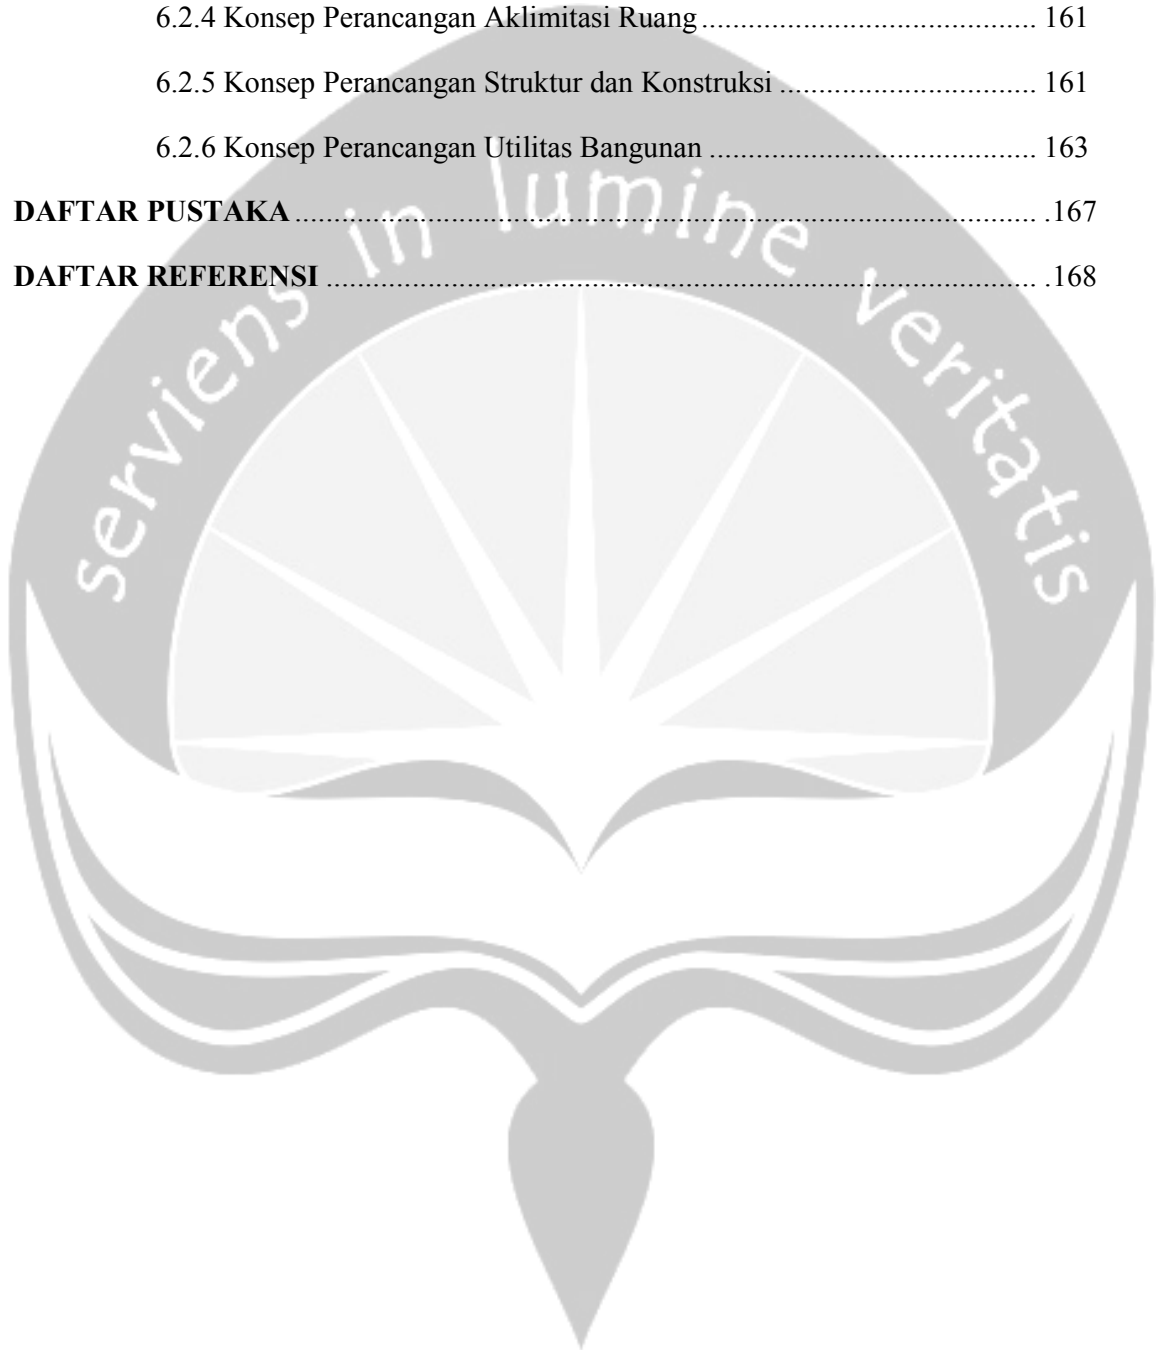 6.2.4 Konsep Perancangan Aklimitasi Ruang ........................................... 161
6.2.5 Konsep Perancangan Struktur dan Konstruksi ................................. 161
6.2.6 Konsep Perancangan Utilitas Bangunan .......................................... 163
DAFTAR PUSTAKA ................................................................................................ .167
DAFTAR REFERENSI ............................................................................................ .168
serviens in lumine veritatis